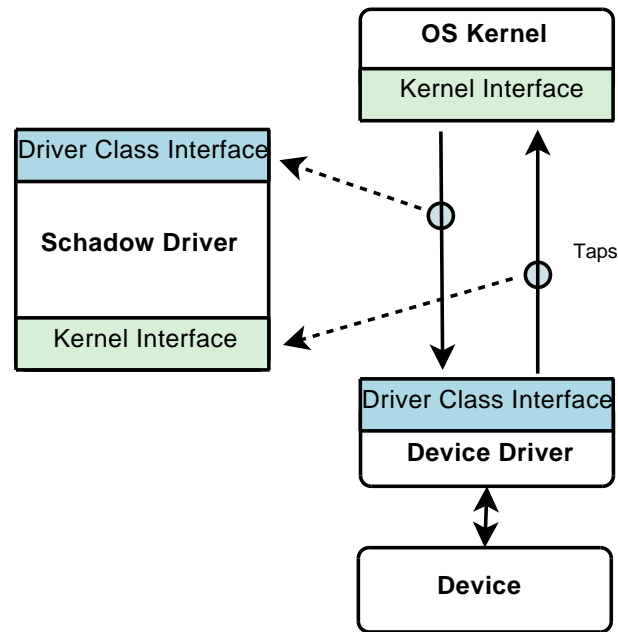 OS Kernel
Kernel Interface
Driver Class Interface
Schadow Driver
Taps
Kernel Interface
Driver Class Interface
Device Driver
Device